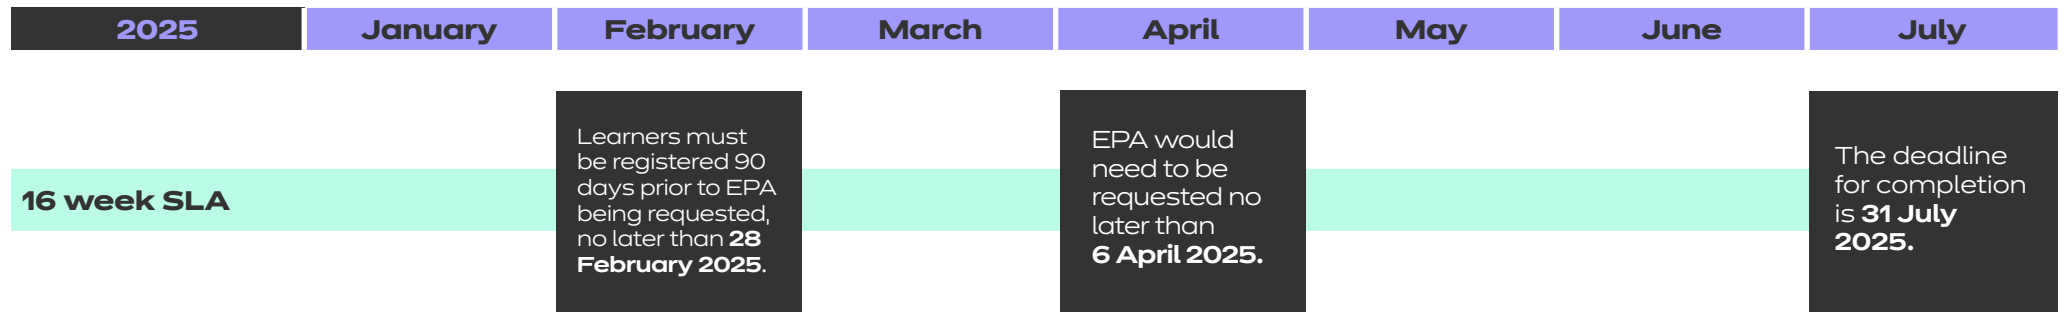 2025
January
February
March
April
May
June
July
16 week SLA
Learners must
be registered 90
days prior to EPA
being requested,
no later than 28
February 2025.
EPA would
need to be
requested no
later than
6 April 2025.
The deadline
for completion
is 31 July
2025.